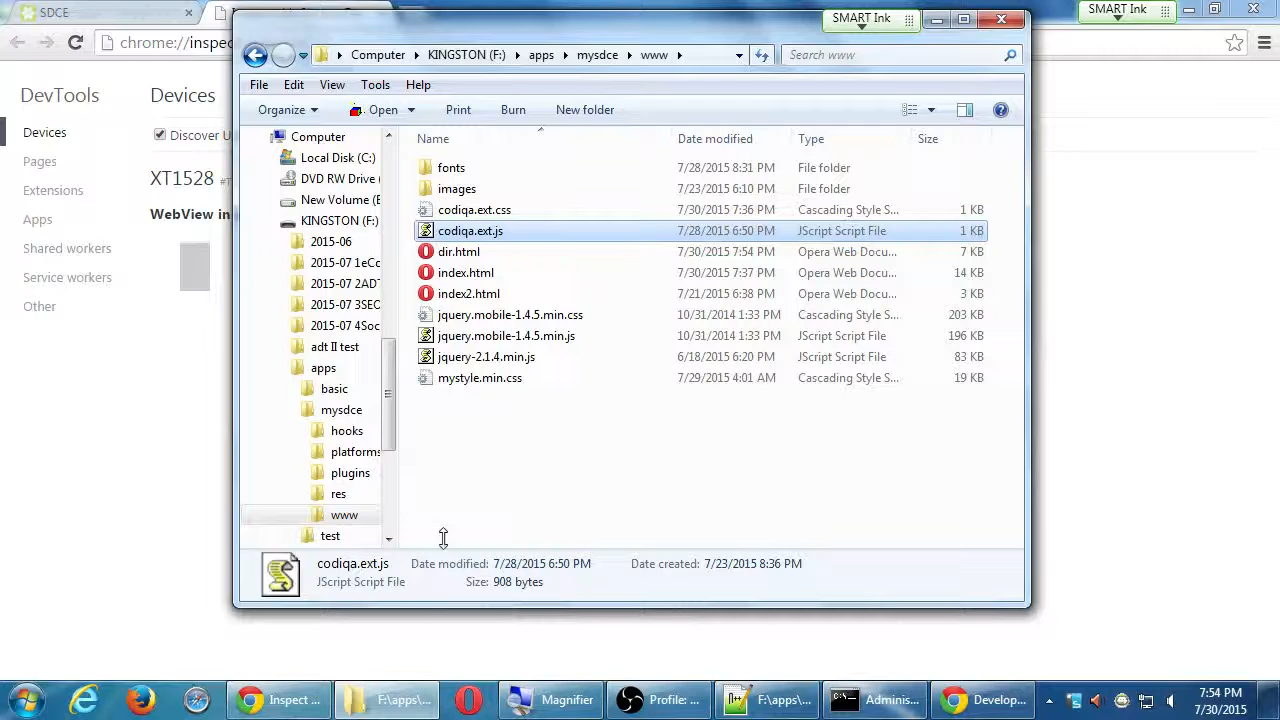 SDCE
SMART Ink
SMART Ink
chrome://inspec
Computer KINGSTON (F:) apps mysdce www
Search www
File Edit View Tools Help
DevTools
Devices
Organize Open Print Burn New folder
Devices
Discover U
Computer
Name Date modified Type Size
Pages
Local Disk (C:)
fonts 7/28/2015 8:31 PM File folder
XT1528
DVD RW Drive (
images 7/23/2015 6:10 PM File folder
Extensions
New Volume (E
codiqa.ext.css 7/30/2015 7:36 PM Cascading Style S... 1 KB
WebView in
Apps
KINGSTON (F:)
codiqa.ext.js 7/28/2015 6:50 PM JScript Script File 1 KB
Shared workers
2015-06
dir.html 7/30/2015 7:54 PM Opera Web Docu... 7 KB
2015-07 1eCo
index.html 7/30/2015 7:37 PM Opera Web Docu... 14 KB
Service workers
2015-07 2ADT
index2.html 7/21/2015 6:38 PM Opera Web Docu... 3 KB
Other
2015-07 3SEO
jquery.mobile-1.4.5.min.css 10/31/2014 1:33 PM Cascading Style S... 203 KB
2015-07 4Soc
jquery.mobile-1.4.5.min.js 10/31/2014 1:33 PM JScript Script File 196 KB
adt II test
jquery-2.1.4.min.js 6/18/2015 6:20 PM JScript Script File 83 KB
apps
mystyle.min.css 7/29/2015 4:01 AM Cascading Style S... 19 KB
basic
mysdce
hooks
platforms
plugins
res
www
test
codiqa.ext.js Date modified: 7/28/2015 6:50 PM Date created: 7/23/2015 8:36 PM
JScript Script File Size: 908 bytes
Inspect ... F:\apps\... Magnifier Profile: ... F:\apps\... Adminis... Develop...
7:54 PM
7/30/2015